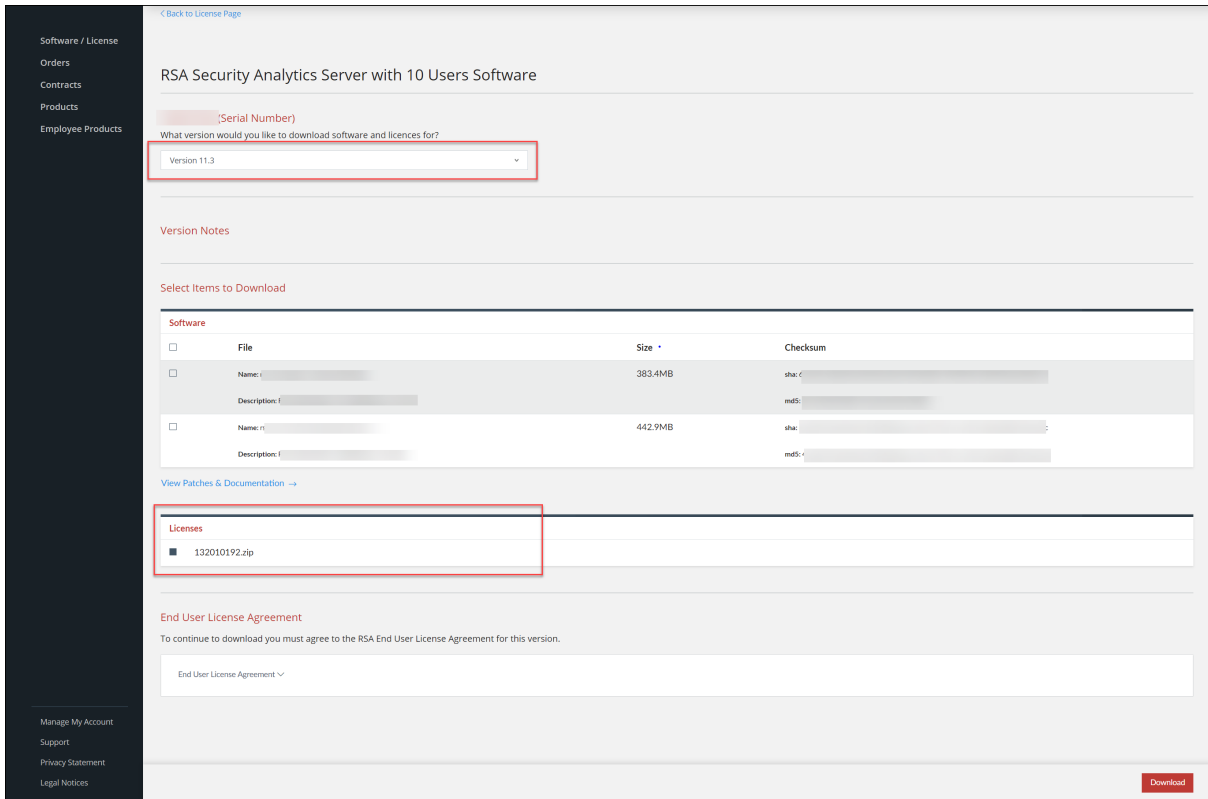 < Back to License Page
Software / License
Orders
Contracts
Products
Employee Products
RSA Security Analytics Server with 10 Users Software
(Serial Number)
What version would you like to download software and licences for?
Version 11.3
Version Notes
Select Items to Download
Software
File Size Checksum
Name: 383.4MB sha:
Description: md5:
Name: 442.9MB sha:
Description: md5:
View Patches & Documentation →
Licenses
132010192.zip
End User License Agreement
To continue to download you must agree to the RSA End User License Agreement for this version.
End User License Agreement
Manage My Account
Support
Privacy Statement
Legal Notices
Download